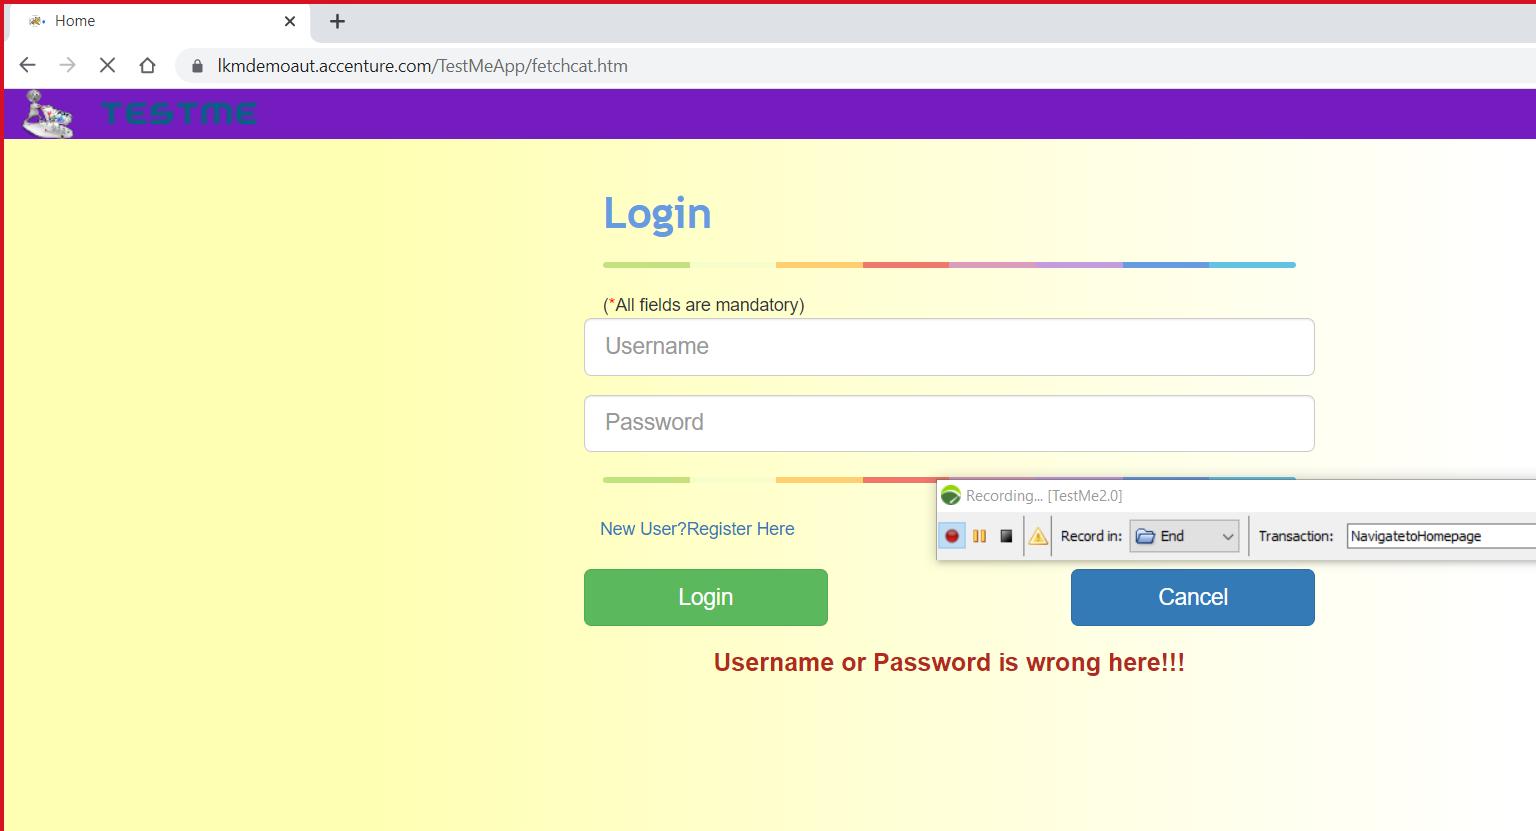 Home
lkmdemoaut.accenture.com/TestMeApp/fetchcat.htm
TESTME
Login
(*All fields are mandatory)
Username
Password
Recording... [TestMe2.0]
New User?Register Here
Record in: End Transaction: NavigatetoHomepage
Login Cancel
Username or Password is wrong here!!!